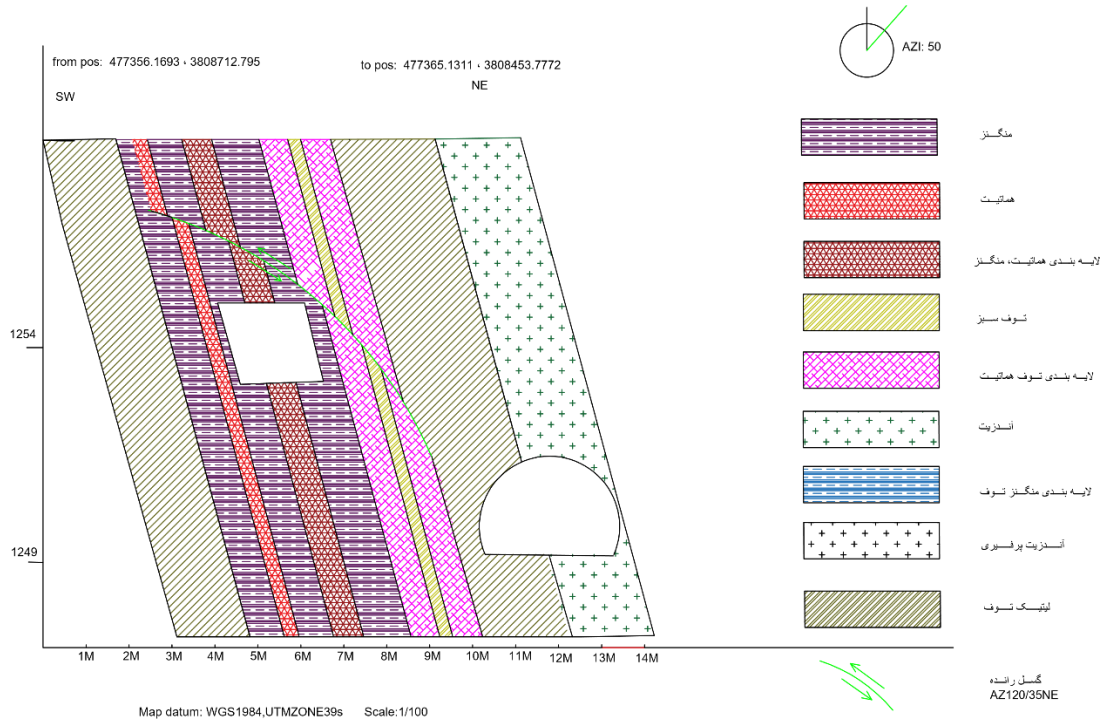 from pos: 477356.1693 ، 3808712.795
to pos: 477365.1311 ، 3808453.7772
SW
NE
AZI: 50
منگنز
هماتیت
لایه بندی هماتیت، منگنز
توف سبز
لایه بندی توف هماتیت
آندزیت
لایه بندی منگنز توف
آندزیت پرفیری
لیتیک توف
گسل رانده
AZ120/35NE
1254
1249
1M 2M 3M 4M 5M 6M 7M 8M 9M 10M 11M 12M 13M 14M
Map datum: WGS1984,UTMZONE39s Scale:1/100